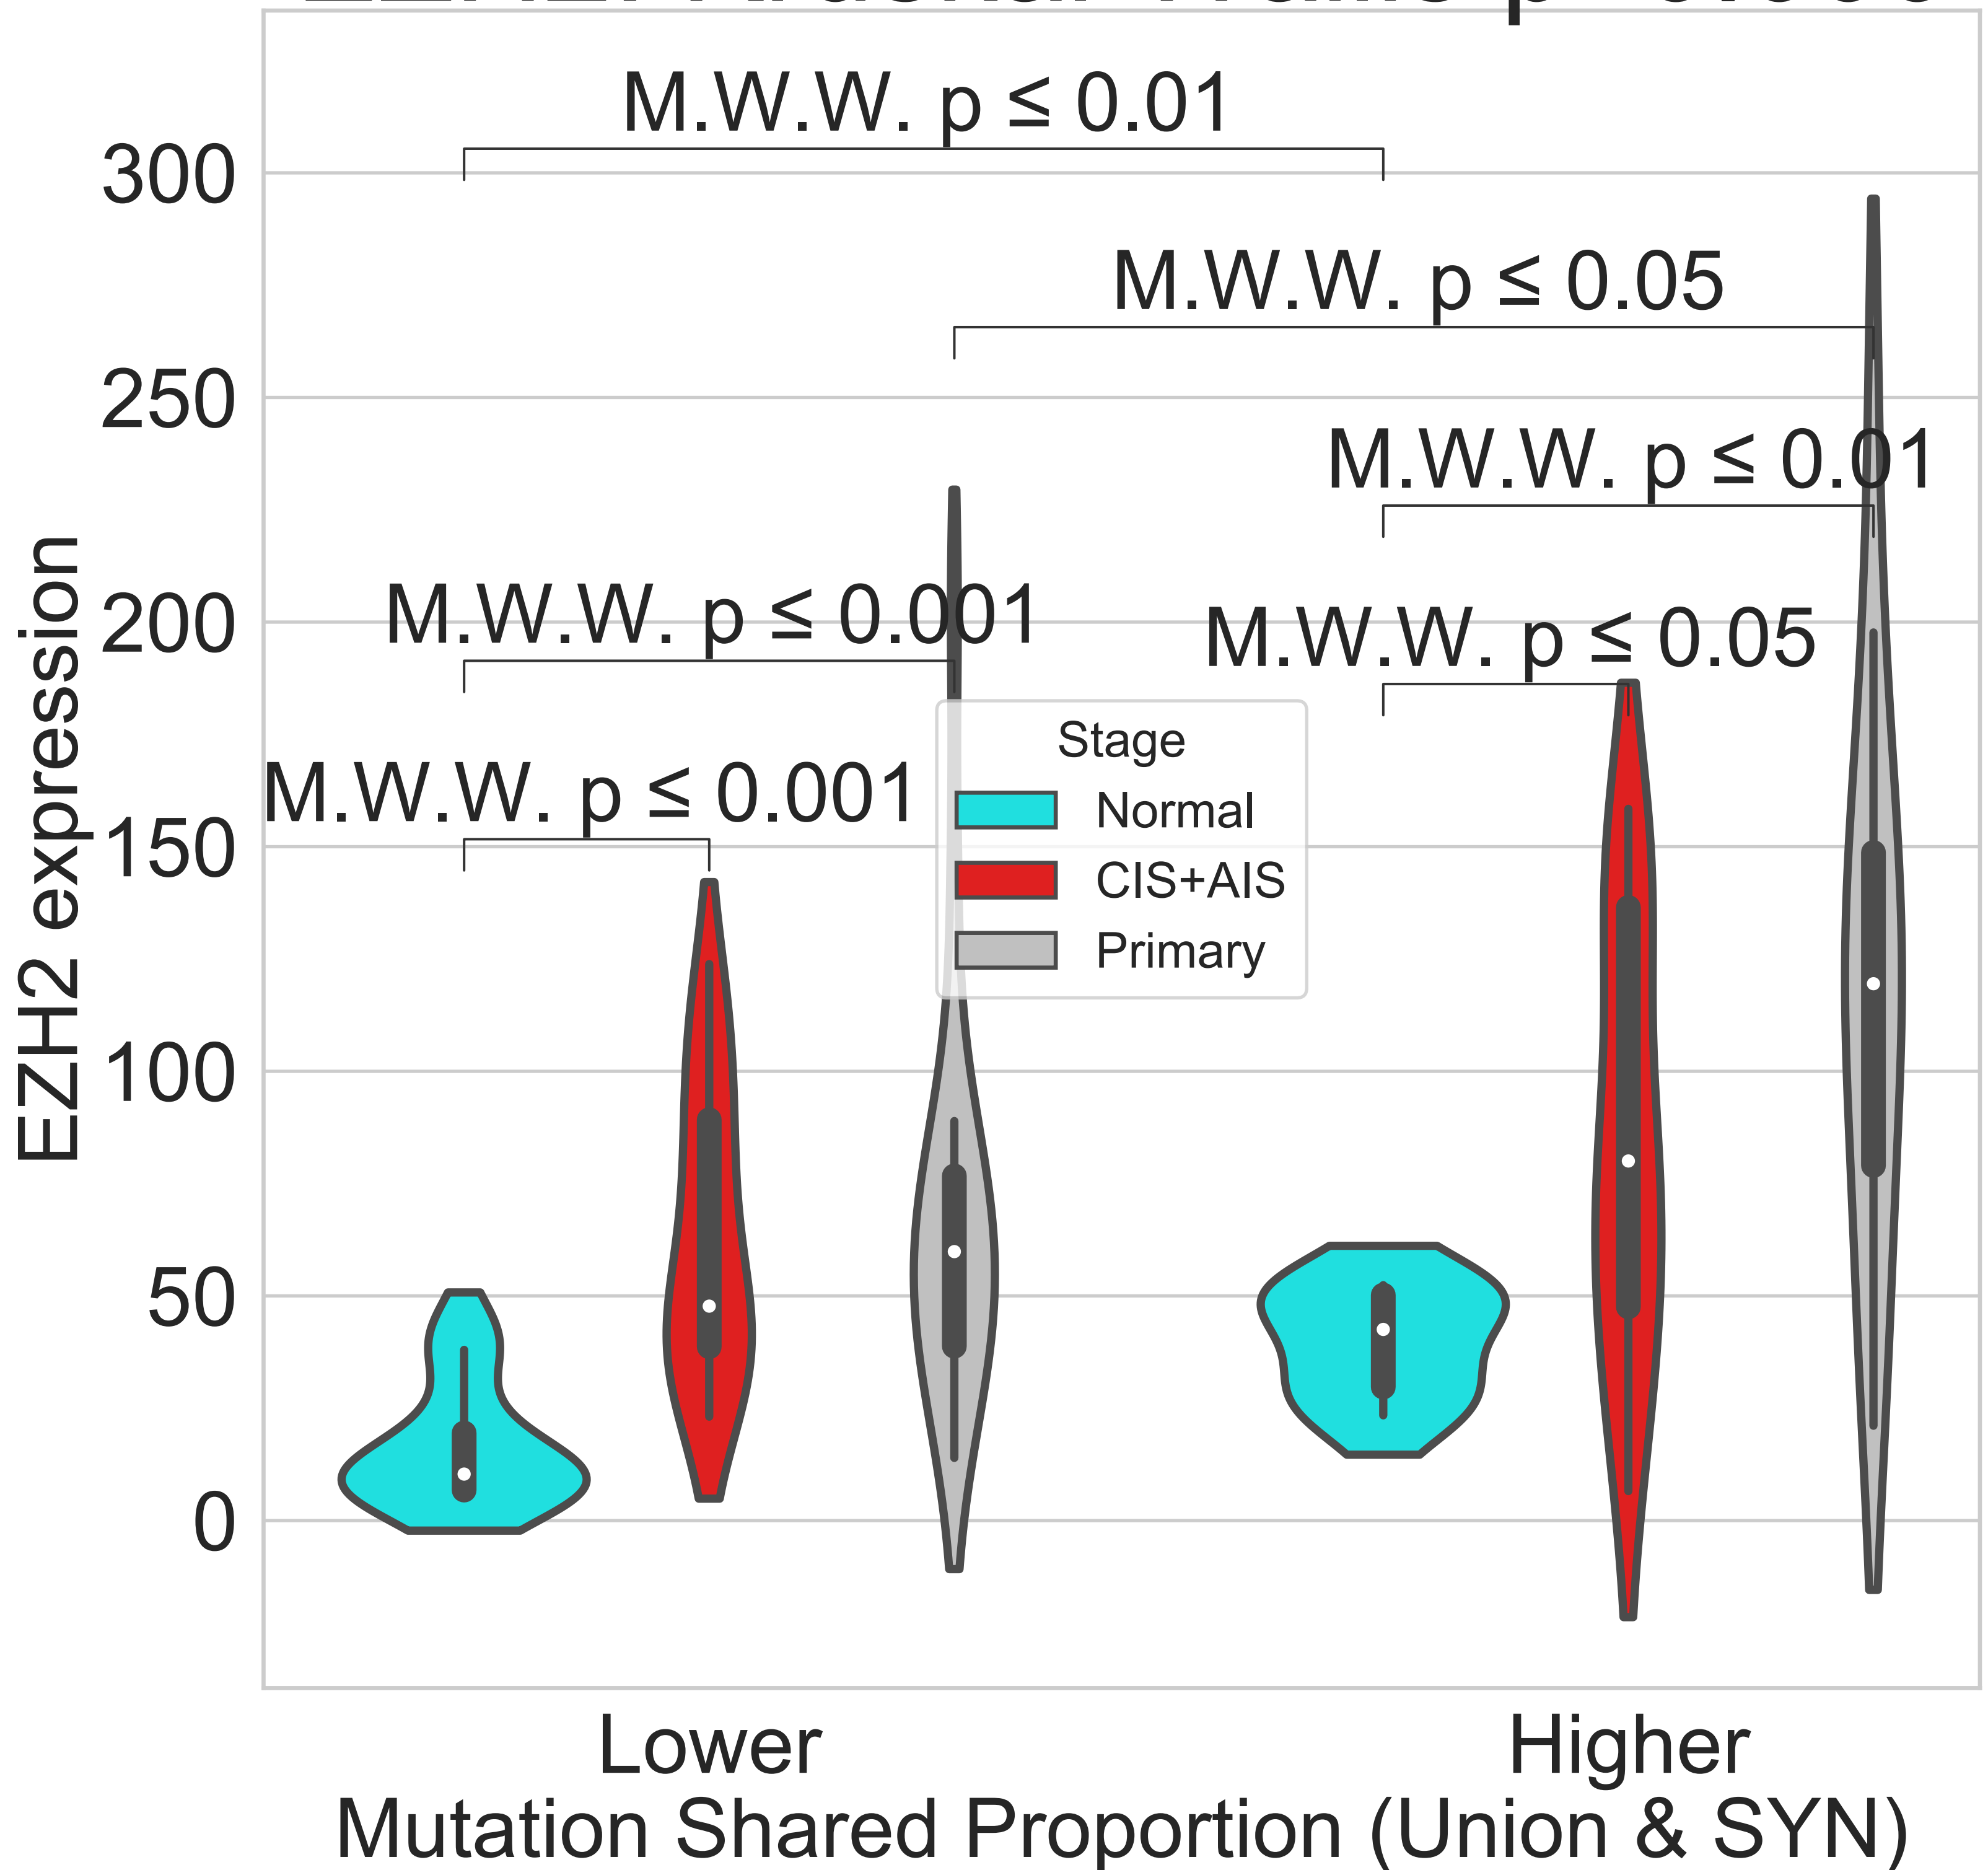 M.W.W. p ≤ 0.01
300
M.W.W. p ≤ 0.05
250
M.W.W. p ≤ 0.01
200
M.W.W. p ≤ 0.001
M.W.W. p ≤ 0.05
Stage
Normal
CIS+AIS
Primary
M.W.W. p ≤ 0.001
150
100
50
0
EZH2 expression
Lower
Higher
Mutation Shared Proportion (Union & SYN)